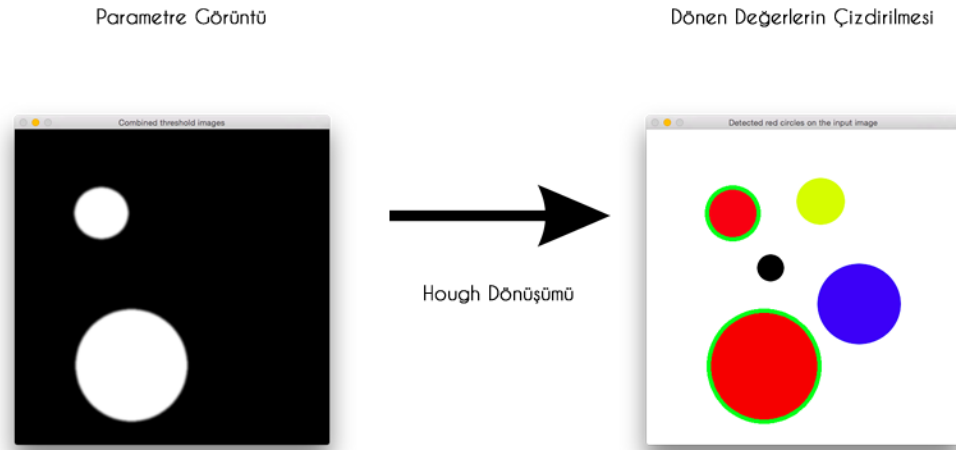 Parametre Görüntü
Dönen Değerlerin Çizdirilmesi
Combined threshold images
Detected red circles on the input image
Hough Dönüşümü